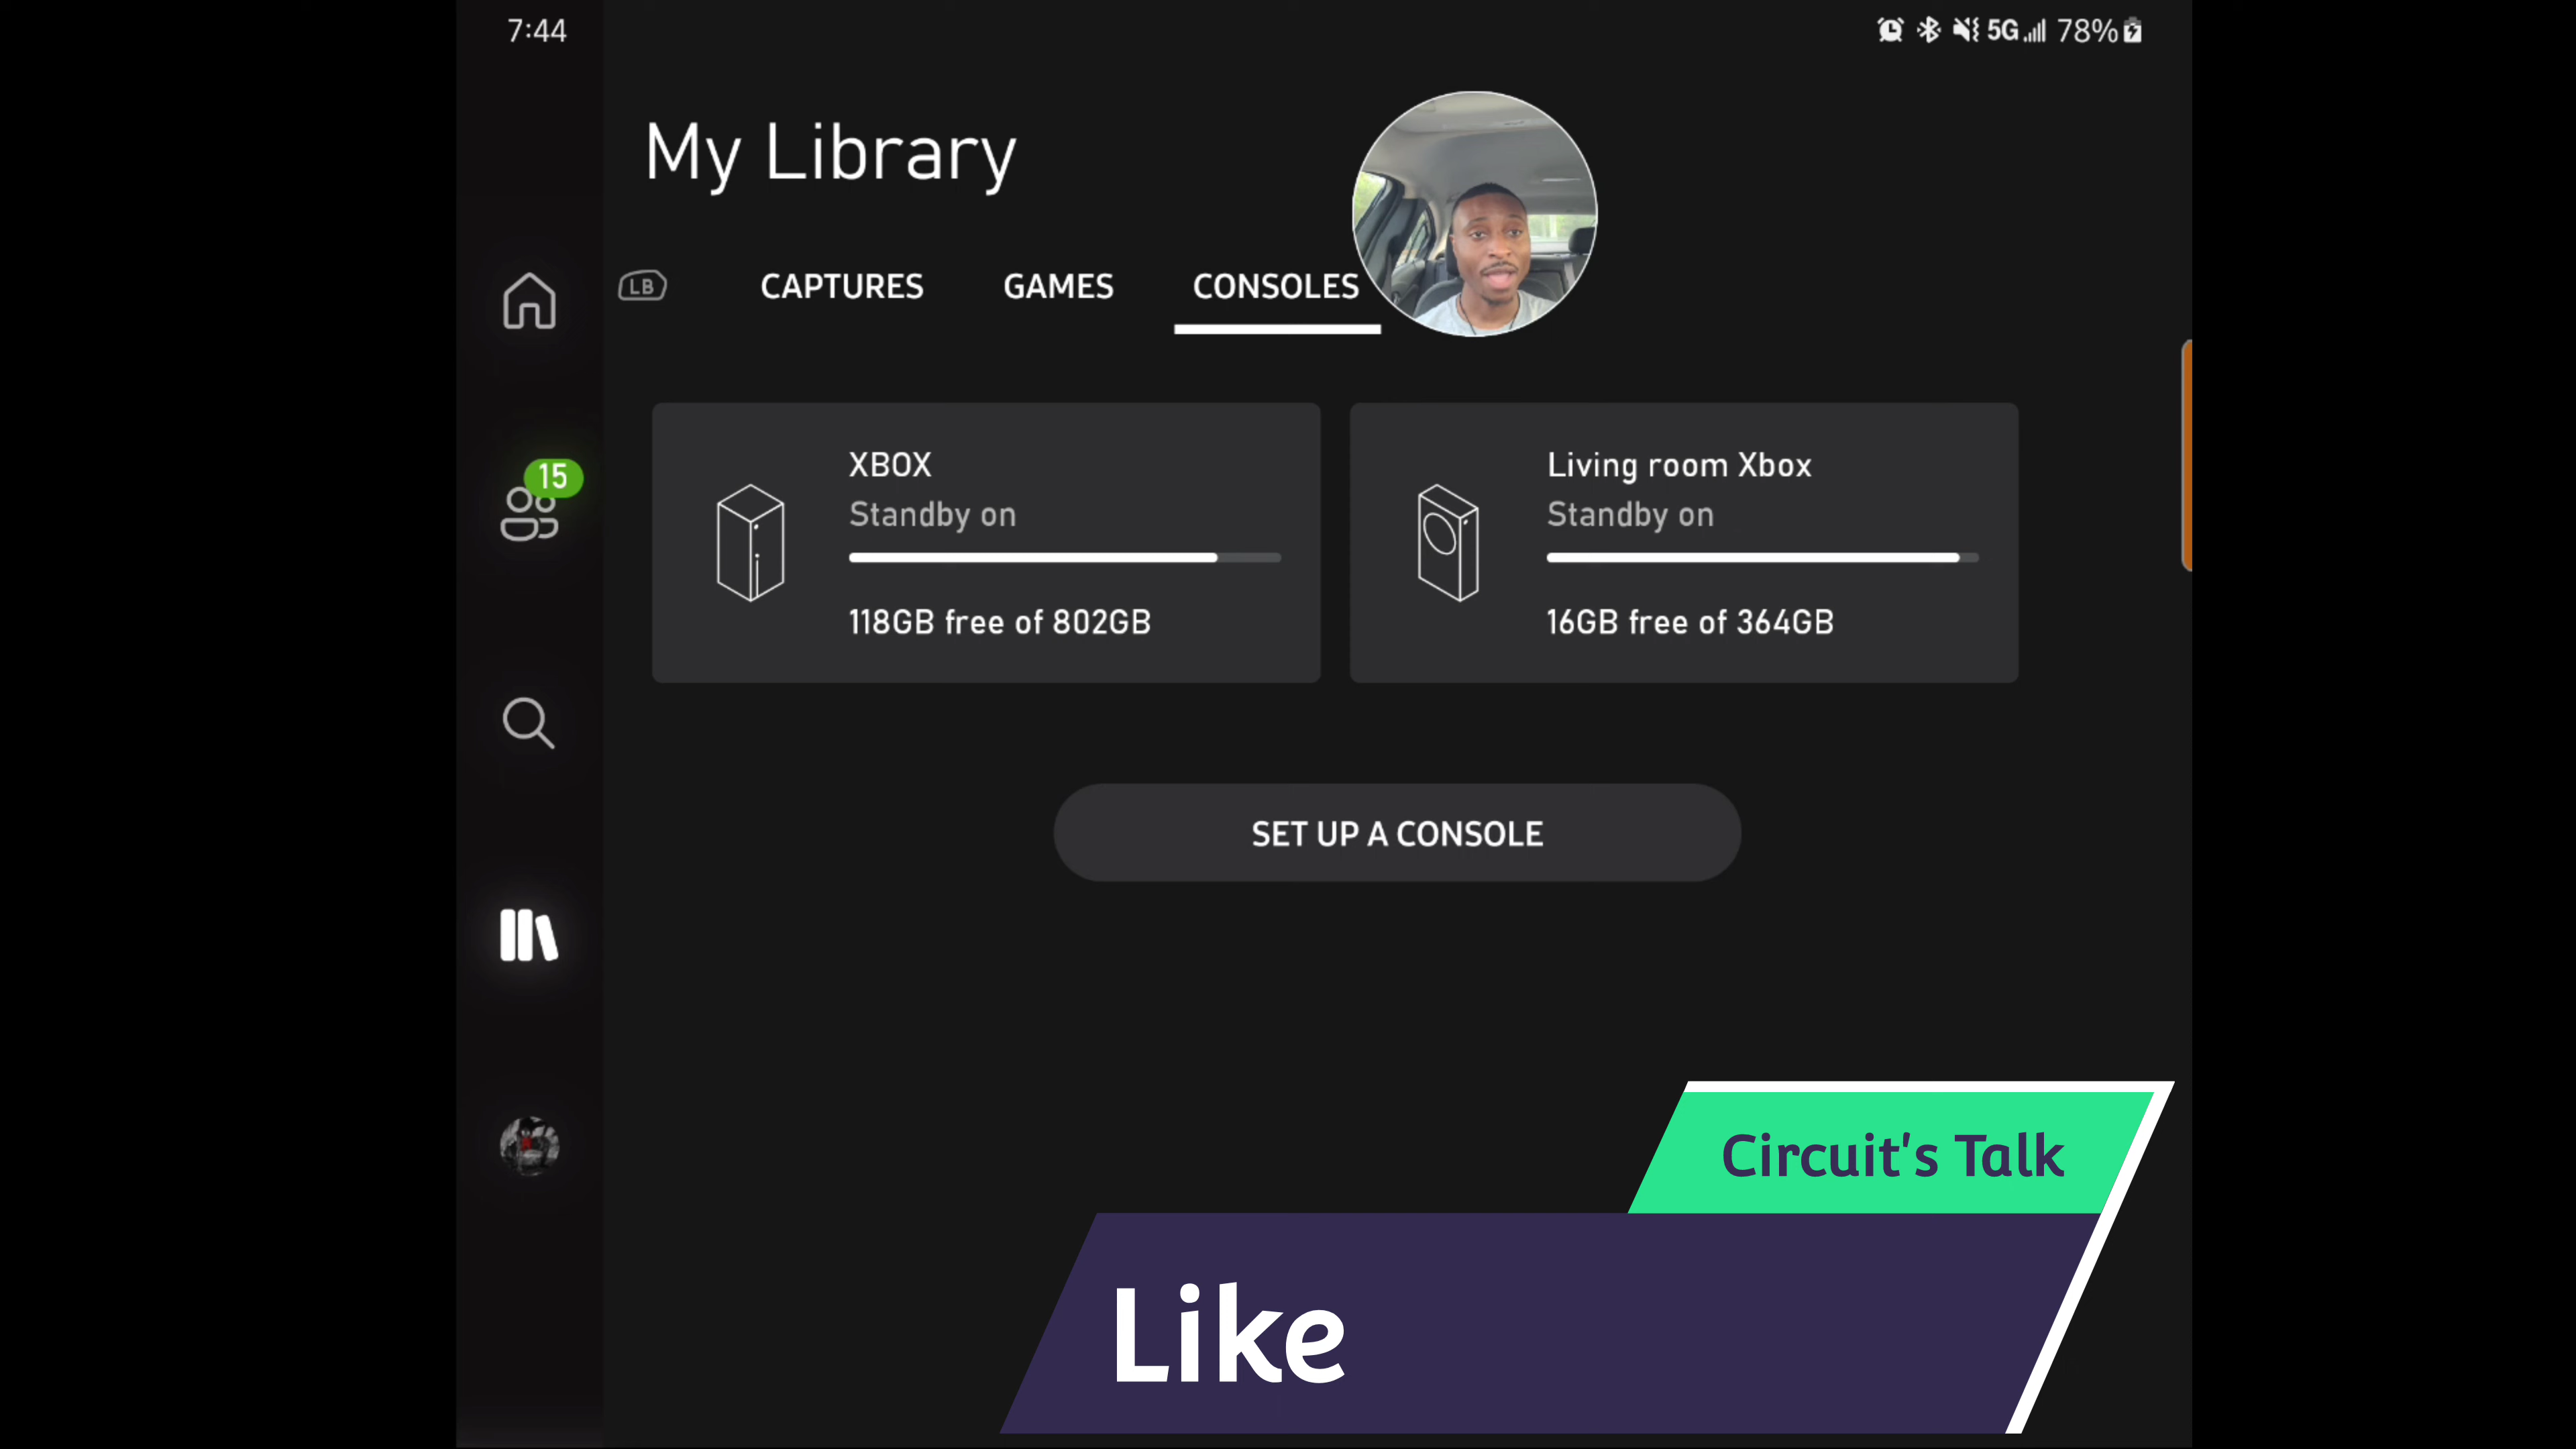 7:44
5G 78%
My Library
LB CAPTURES GAMES CONSOLES
15
XBOX
Standby on
118GB free of 802GB
Living room Xbox
Standby on
16GB free of 364GB
SET UP A CONSOLE
Circuit's Talk
Like